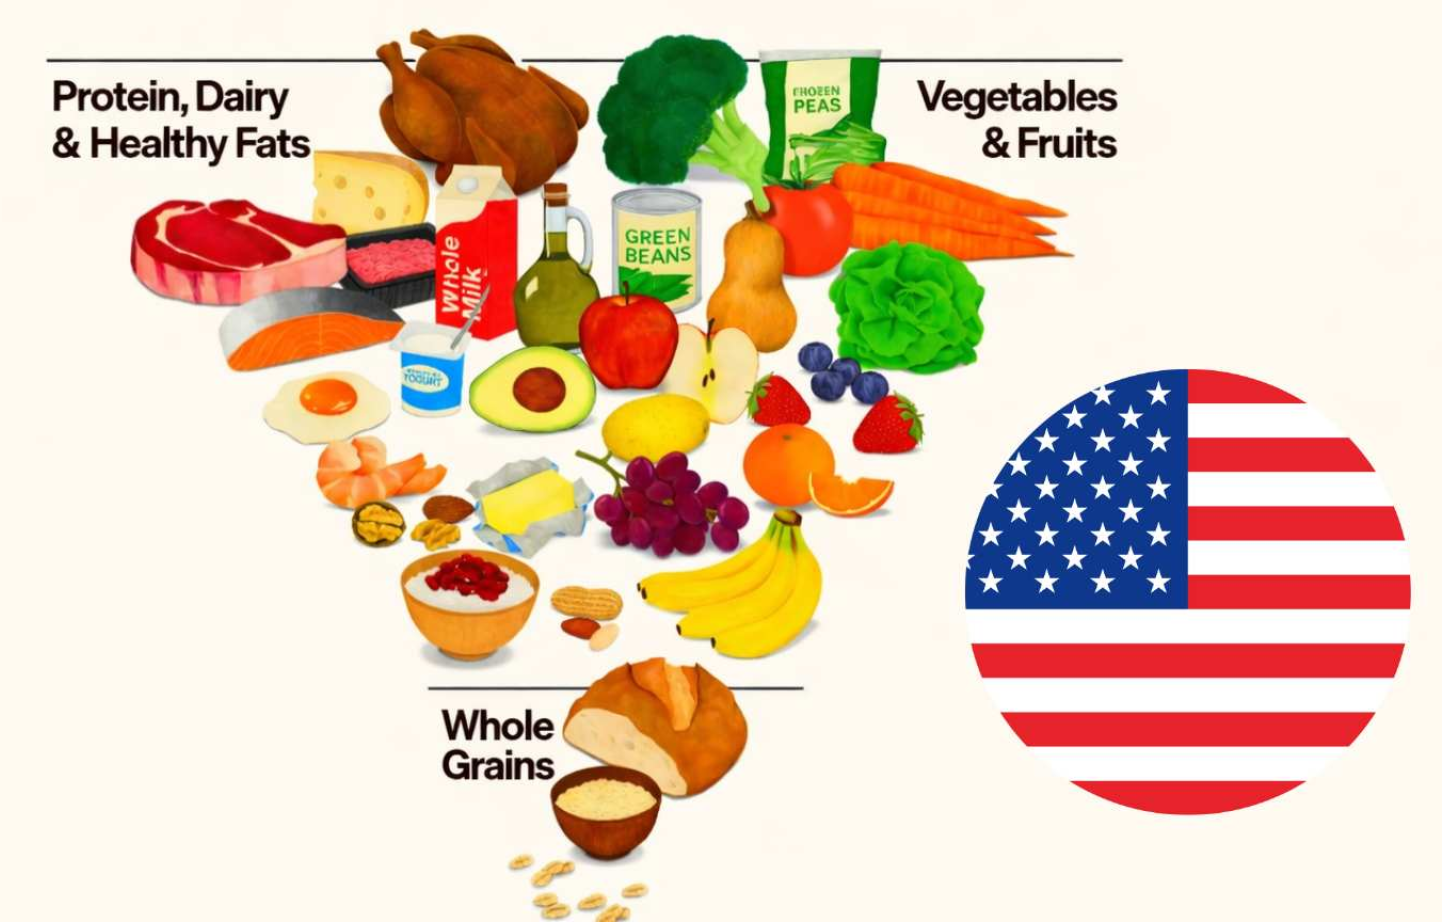 Protein, Dairy
& Healthy Fats
Vegetables
& Fruits
FROZEN
PEAS
GREEN
BEANS
Whole
Milk
YOGURT
Whole
Grains